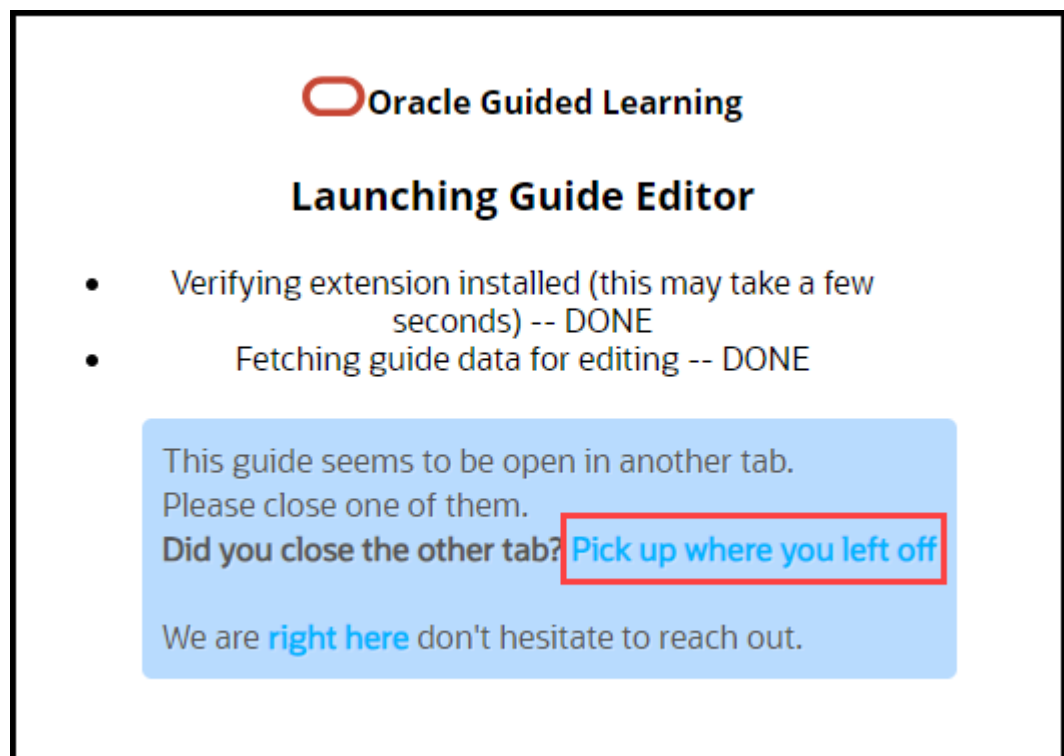 Oracle Guided Learning
Launching Guide Editor
• Verifying extension installed (this may take a few
seconds) -- DONE
• Fetching guide data for editing -- DONE
This guide seems to be open in another tab.
Please close one of them.
Did you close the other tab? Pick up where you left off
We are right here don't hesitate to reach out.